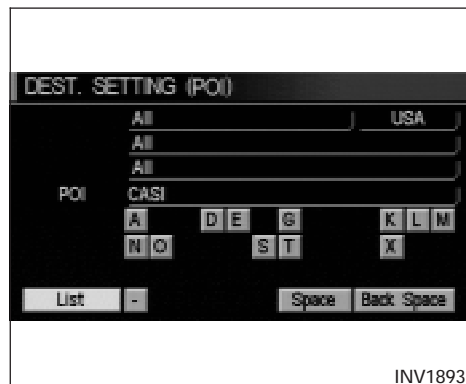 DEST. SETTING (POI)
All USA
All
All
POI CASI
A D E G K L M
N O S T X
List - Space Back Space
INV1893